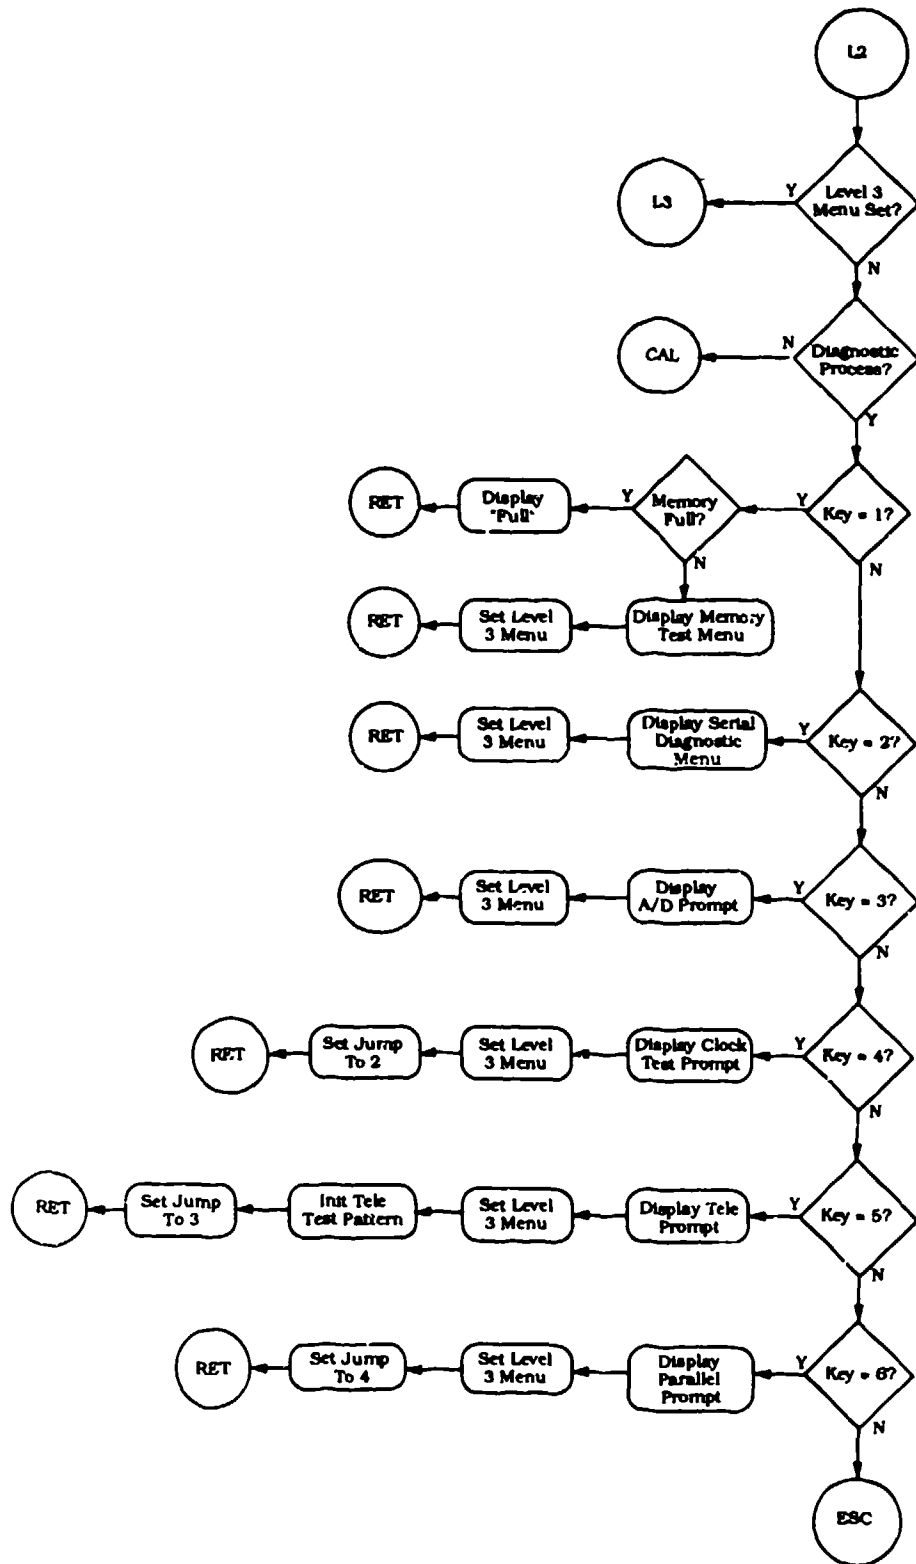 L2
Level 3
Menu Set?
Y
L3
N
Diagnostic
Process?
N
CAL
Y
Key = 1?
Y
Memory
Full?
Y
Display
"Full"
RET
N
N
Display Memory
Test Menu
Set Level
3 Menu
RET
Key = 2?
Y
Display Serial
Diagnostic
Menu
Set Level
3 Menu
RET
N
Key = 3?
Y
Display
A/D Prompt
Set Level
3 Menu
RET
N
Key = 4?
Y
Display Clock
Test Prompt
Set Level
3 Menu
Set Jump
To 2
RET
N
Key = 5?
Y
Display Tele
Prompt
Set Level
3 Menu
Init Tele
Test Pattern
Set Jump
To 3
RET
N
Key = 6?
Y
Display
Parallel
Prompt
Set Level
3 Menu
Set Jump
To 4
RET
N
ESC